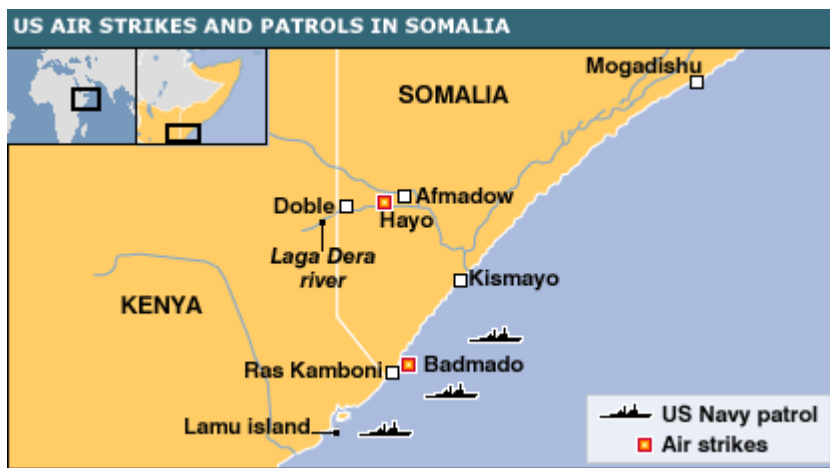 US AIR STRIKES AND PATROLS IN SOMALIA
Mogadishu
SOMALIA
Afmadow
Doble
Hayo
Laga Dera
river
Kismayo
KENYA
Ras Kamboni
Badmado
Lamu island
US Navy patrol
Air strikes